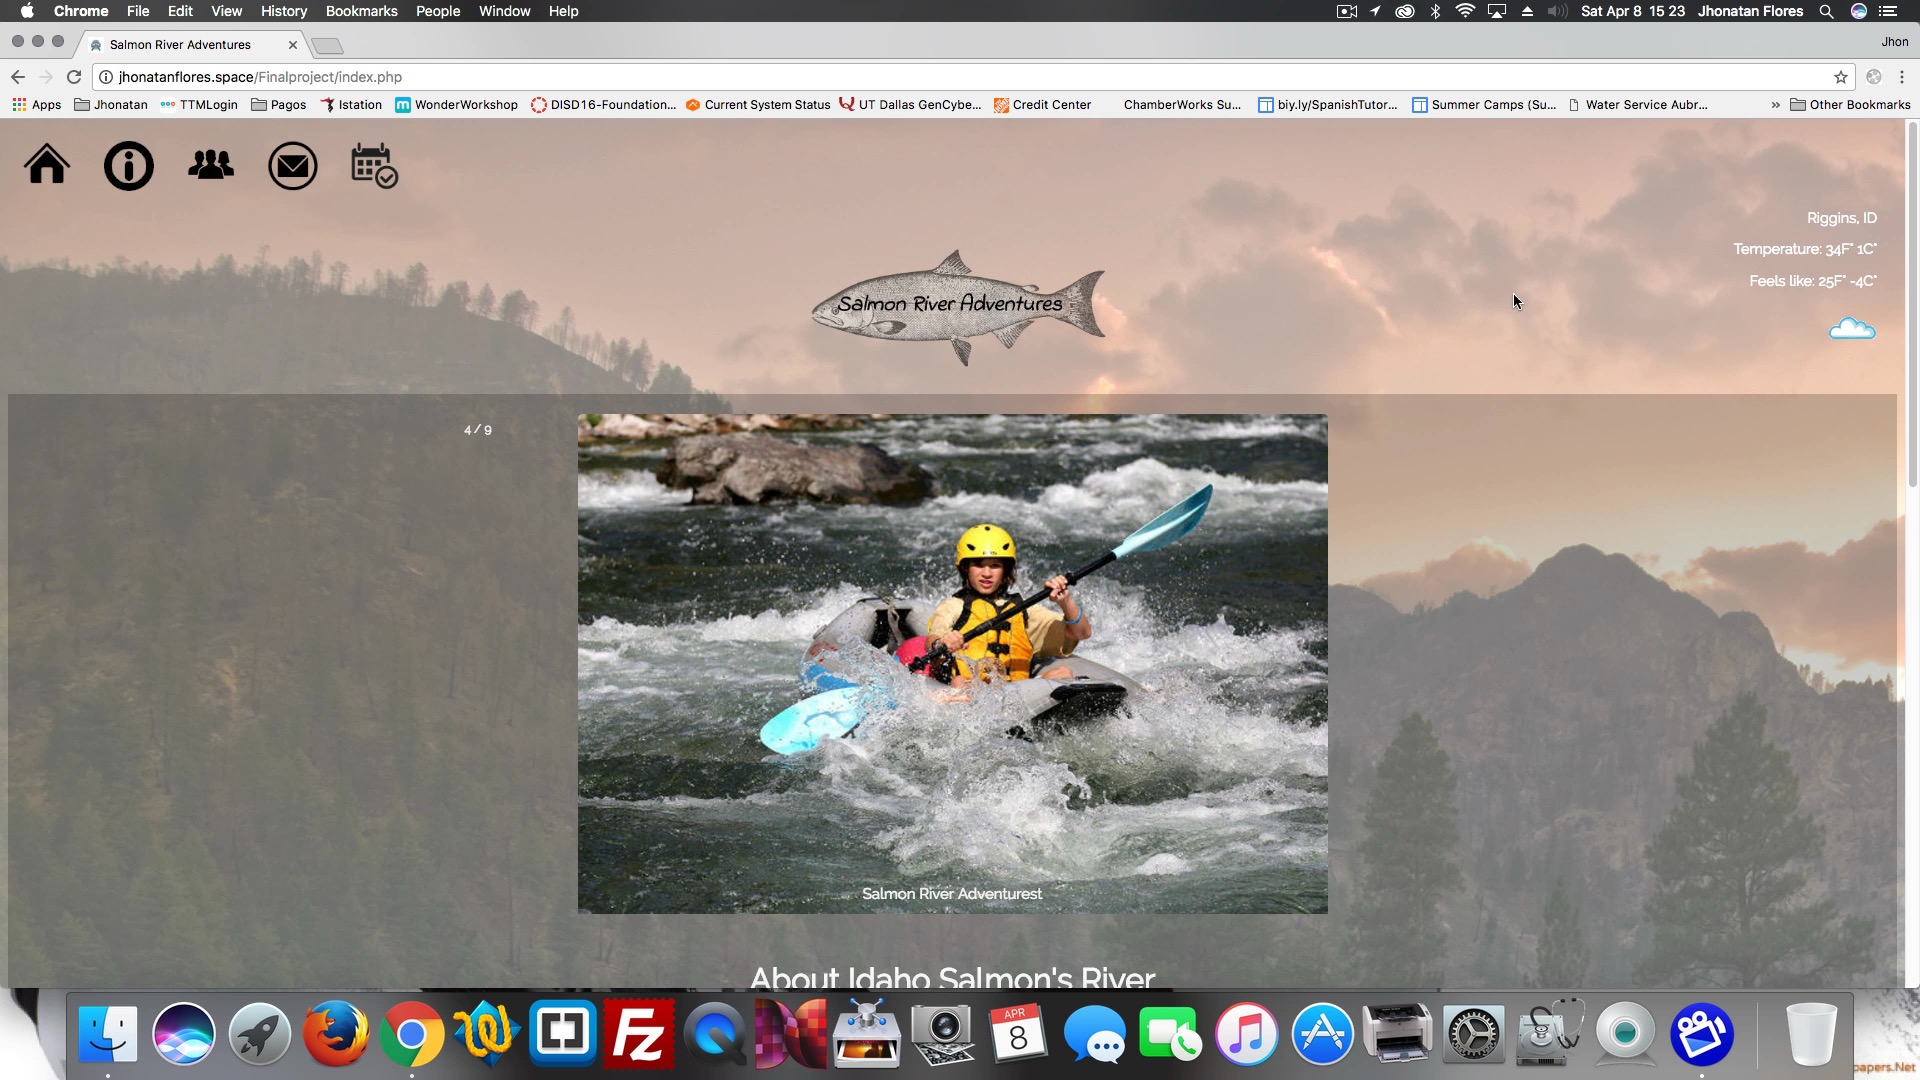 Chrome File Edit View History Bookmarks People Window Help Sat Apr 8 15 23 Jhonatan Flores
Salmon River Adventures Jhon
jhonatanflores.space/Finalproject/index.php
Apps Jhonatan TTMLogin Pagos Istation WonderWorkshop DISD16-Foundation... Current System Status UT Dallas GenCybe... Credit Center ChamberWorks Su... biy.ly/SpanishTutor... Summer Camps (Su... Water Service Aubr... » Other Bookmarks
Riggins, ID
Temperature: 34F° 1C°
Feels like: 25F° -4C°
Salmon River Adventures
4 / 9
Salmon River Adventurest
About Idaho Salmon's River
APR
8
Fz
papers.Net